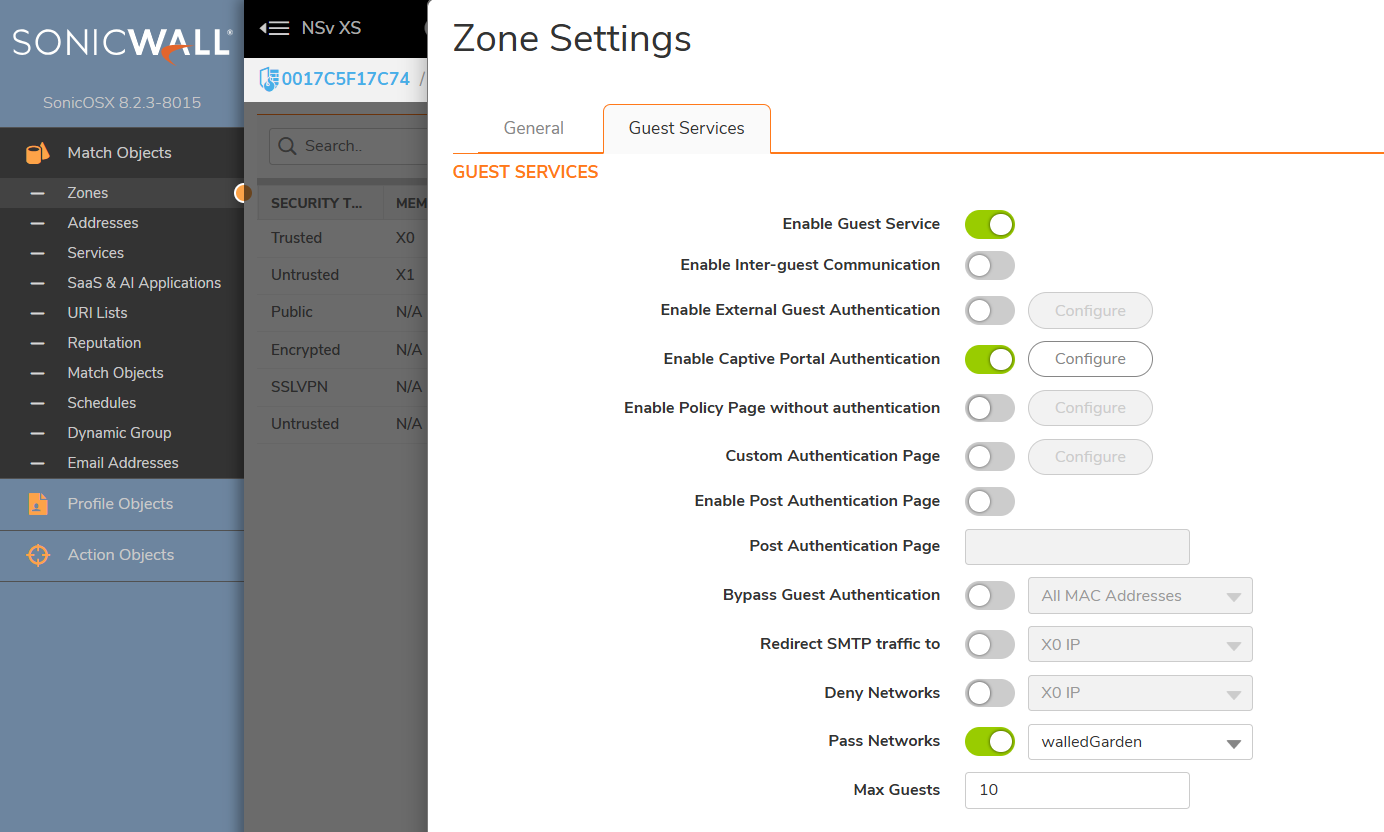 SONICWALL®
SonicOSX 8.2.3-8015
Match Objects
Zones
Addresses
Services
SaaS & AI Applications
URI Lists
Reputation
Match Objects
Schedules
Dynamic Group
Email Addresses
Profile Objects
Action Objects
NSv XS
0017C5F17C74 /
Search..
SECURITY T... MEM
Trusted X0
Untrusted X1
Public N/A
Encrypted N/A
SSLVPN N/A
Untrusted N/A
Zone Settings
General Guest Services
GUEST SERVICES
Enable Guest Service
Enable Inter-guest Communication
Enable External Guest Authentication Configure
Enable Captive Portal Authentication Configure
Enable Policy Page without authentication Configure
Custom Authentication Page Configure
Enable Post Authentication Page
Post Authentication Page
Bypass Guest Authentication All MAC Addresses
Redirect SMTP traffic to X0 IP
Deny Networks X0 IP
Pass Networks walledGarden
Max Guests 10